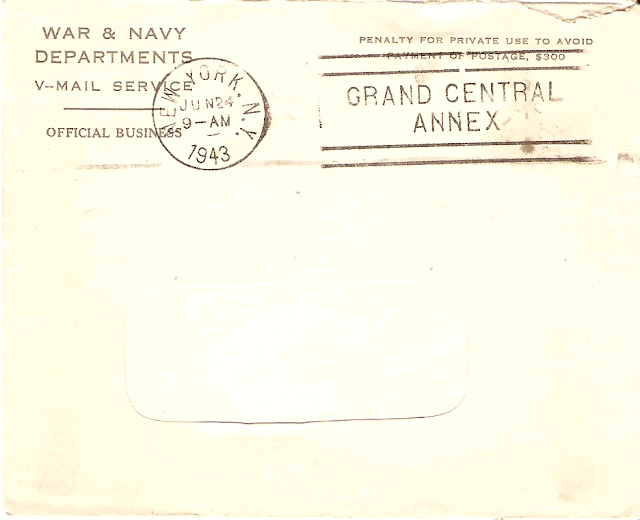 WAR & NAVY
DEPARTMENTS
V--MAIL SERVICE
OFFICIAL BUSINESS
NEW YORK, N.Y.
JUN 24
9-AM
1943
PENALTY FOR PRIVATE USE TO AVOID
PAYMENT OF POSTAGE, $300
GRAND CENTRAL
ANNEX